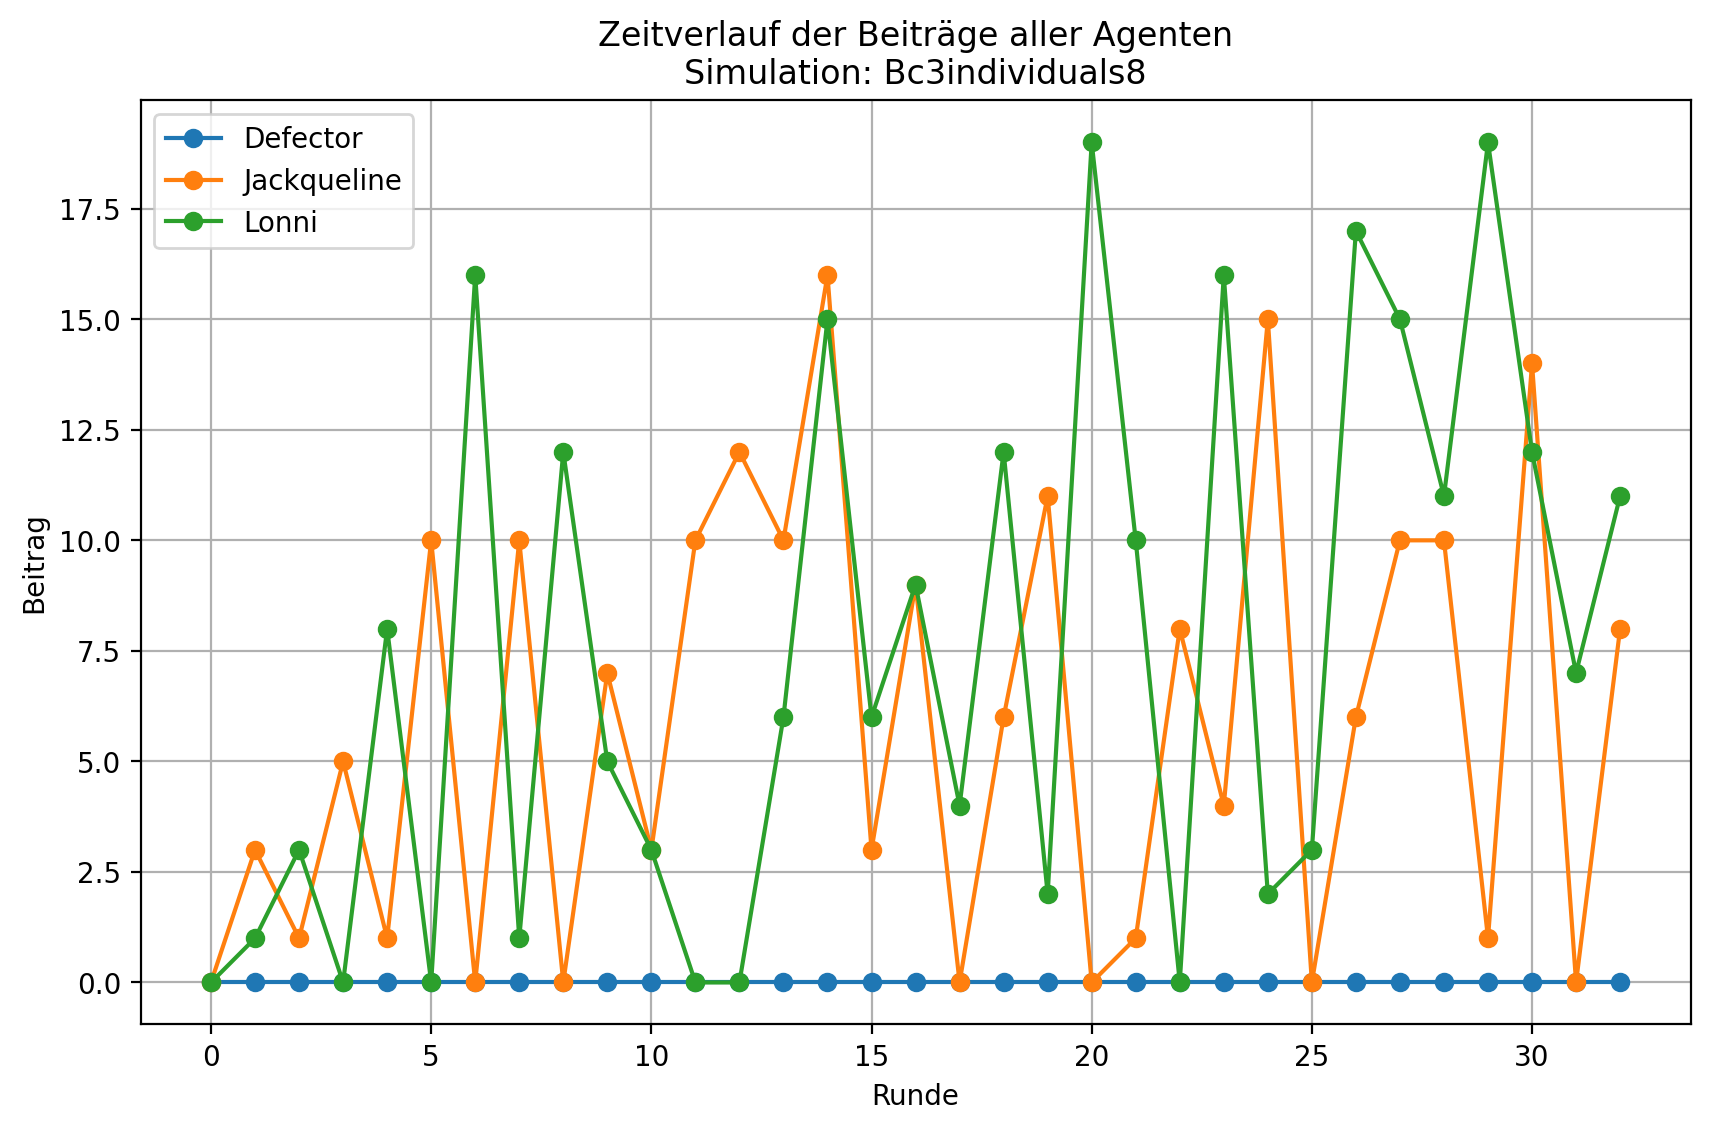 Zeitverlauf der Beiträge aller Agenten
Simulation: Bc3individuals8
Defector
Jackqueline
Lonni
Beitrag
17.5
15.0
12.5
10.0
7.5
5.0
2.5
0.0
0 5 10 15 20 25 30
Runde